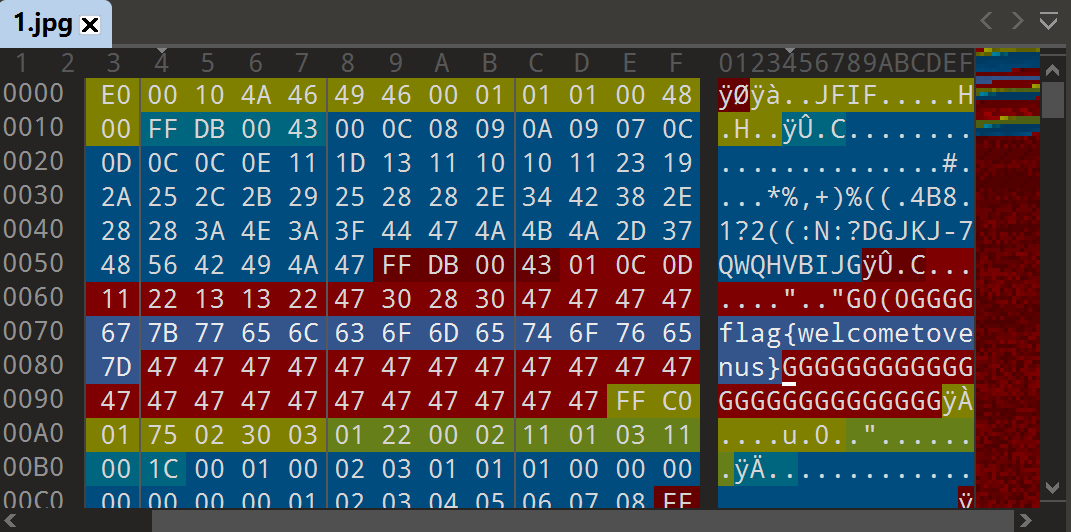 1.jpg
1 2 3 4 5 6 7 8 9 A B C D E F 0123456789ABCDEF
0000 E0 00 10 4A 46 49 46 00 01 01 01 00 48 ÿØÿà..JFIF.....H
0010 00 FF DB 00 43 00 0C 08 09 0A 09 07 0C .H..ÿÛ.C........
0020 0D 0C 0C 0E 11 1D 13 11 10 10 11 23 19 ..............#.
0030 2A 25 2C 2B 29 25 28 28 2E 34 42 38 2E ...*%,+)%((.4B8.
0040 28 28 3A 4E 3A 3F 44 47 4A 4B 4A 2D 37 1?2((:N:?DGJKJ-7
0050 48 56 42 49 4A 47 FF DB 00 43 01 0C 0D QWQHVBIJGÿÛ.C...
0060 11 22 13 13 22 47 30 28 30 47 47 47 47 ....".."G0(0GGGG
0070 67 7B 77 65 6C 63 6F 6D 65 74 6F 76 65 flag{welcometove
0080 7D 47 47 47 47 47 47 47 47 47 47 47 47 nus}GGGGGGGGGGGG
0090 47 47 47 47 47 47 47 47 47 47 47 FF C0 GGGGGGGGGGGGGGÿÀ
00A0 01 75 02 30 03 01 22 00 02 11 01 03 11 ....u.0.."......
00B0 00 1C 00 01 00 02 03 01 01 01 00 00 00 .ÿÄ.............
00C0 00 00 00 00 01 02 03 04 05 06 07 08 FF ÿ